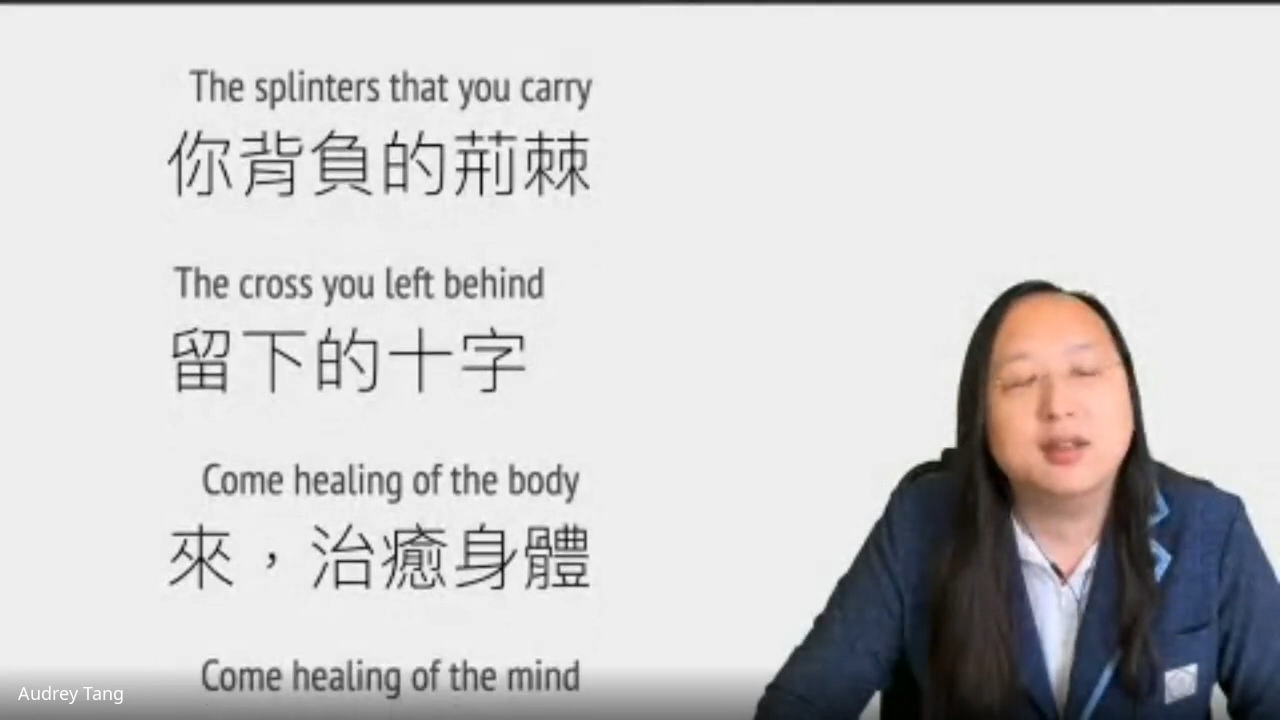 The splinters that you carry
你背負的荊棘
The cross you left behind
留下的十字
Come healing of the body
來，治癒身體
Come healing of the mind
Audrey Tang